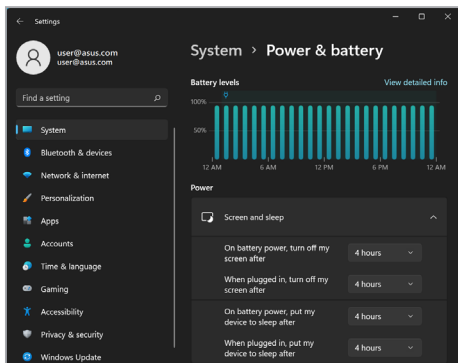 Settings
user@asus.com
user@asus.com
Find a setting
System
Bluetooth & devices
Network & internet
Personalization
Apps
Accounts
Time & language
Gaming
Accessibility
Privacy & security
Windows Update
System > Power & battery
Battery levels
View detailed info
100%
50%
12 AM 6 AM 12 PM 6 PM 12 AM
Power
Screen and sleep
On battery power, turn off my
screen after
4 hours
When plugged in, turn off my
screen after
4 hours
On battery power, put my
device to sleep after
4 hours
When plugged in, put my
device to sleep after
4 hours